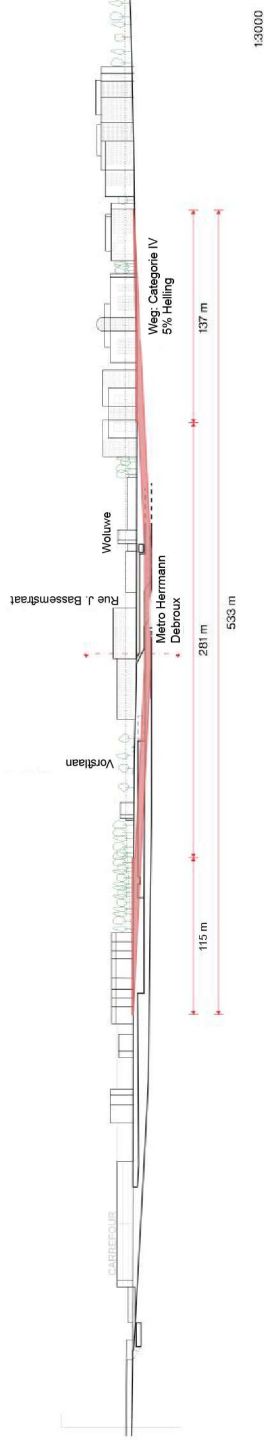 1:3000
Weg: Categorie IV
5% Helling
137 m
Woluwe
Rue J. Bassemstraat
Metro Herrmann
Debroux
281 m
533 m
Vorstlaan
115 m
CARREFOUR